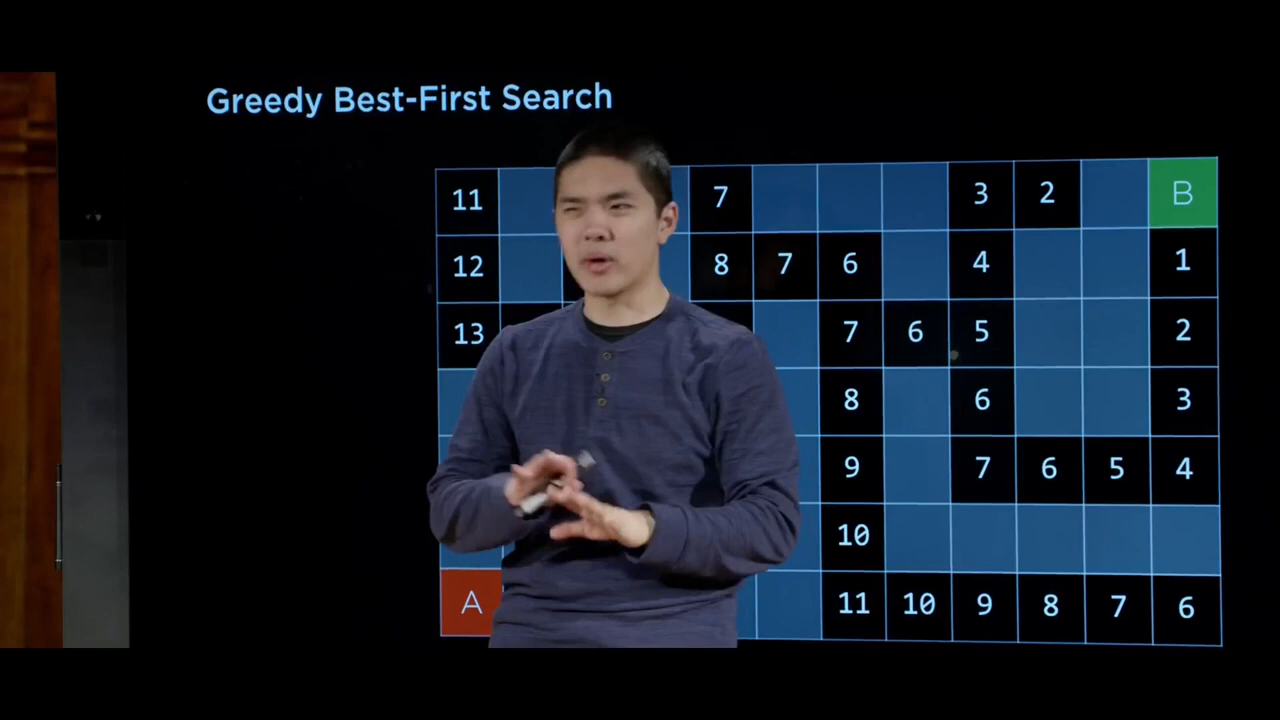 Greedy Best-First Search
11 7 3 2 B
12 8 7 6 4 1
13 7 6 5 2
8 6 3
9 7 6 5 4
10
A 11 10 9 8 7 6